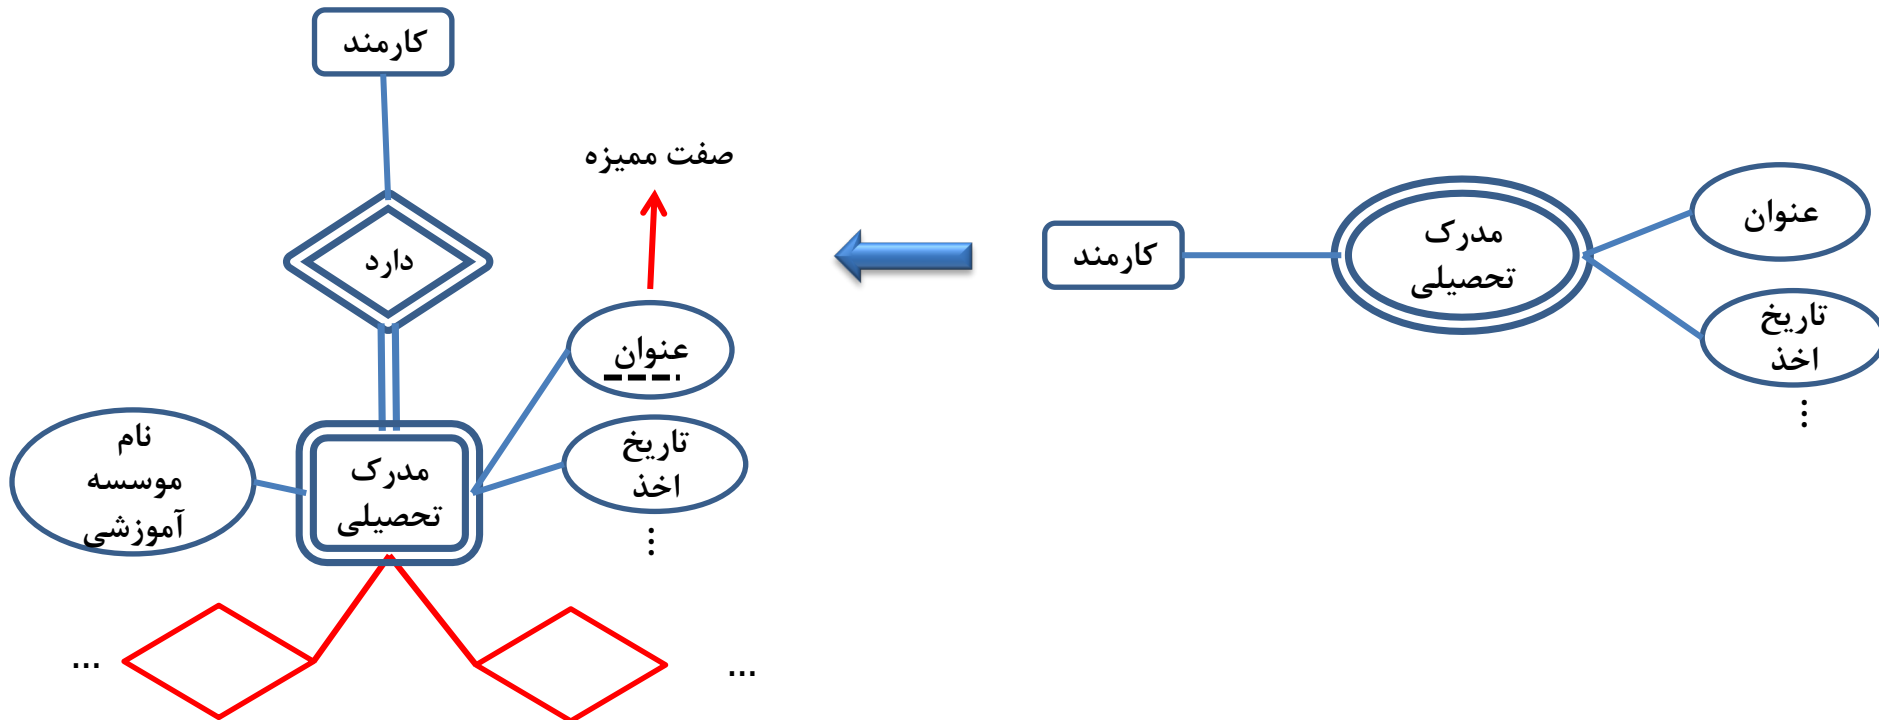 کارمند
صفت ممیزه
دارد
عنوان
تاریخ
اخذ
...
نام
موسسه
آموزشی
مدرک
تحصیلی
...
...
کارمند
مدرک
تحصیلی
عنوان
تاریخ
اخذ
...